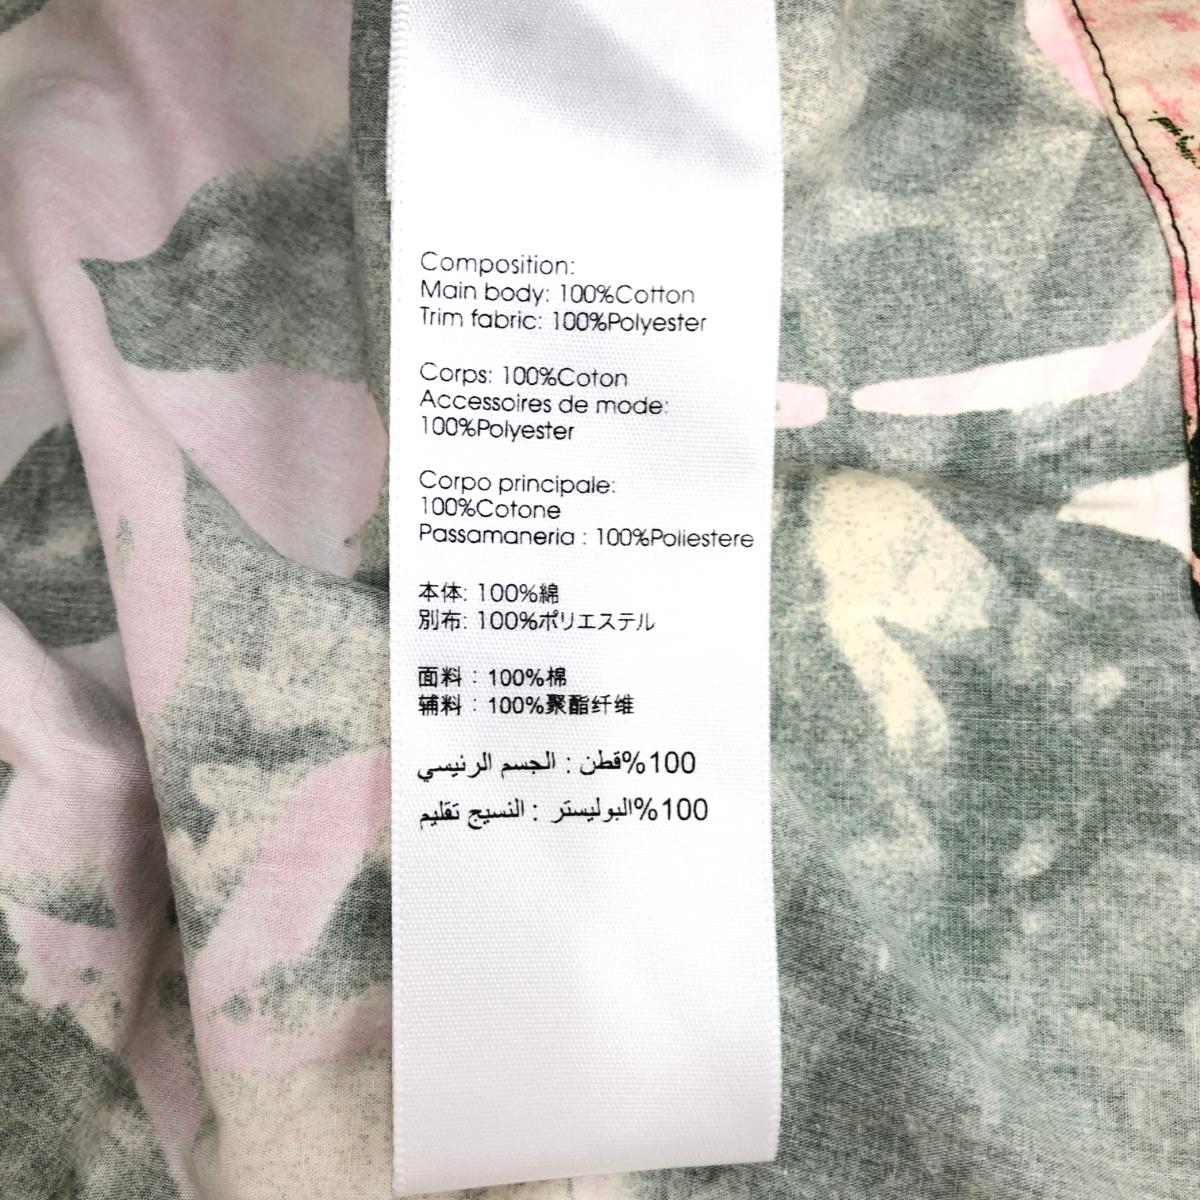 Composition:
Main body: 100%Cotton
Trim fabric: 100%Polyester
Corps: 100%Coton
Accessoires de mode:
100%Polyester
Corpo principale:
100%Cotone
Passamaneria : 100%Poliestere
本体: 100%綿
別布: 100%ポリエステル
面料：100%棉
辅料：100%聚酯纤维
100%قطن : الجسم الرئيسي
100%البوليستر : النسيج تقليم